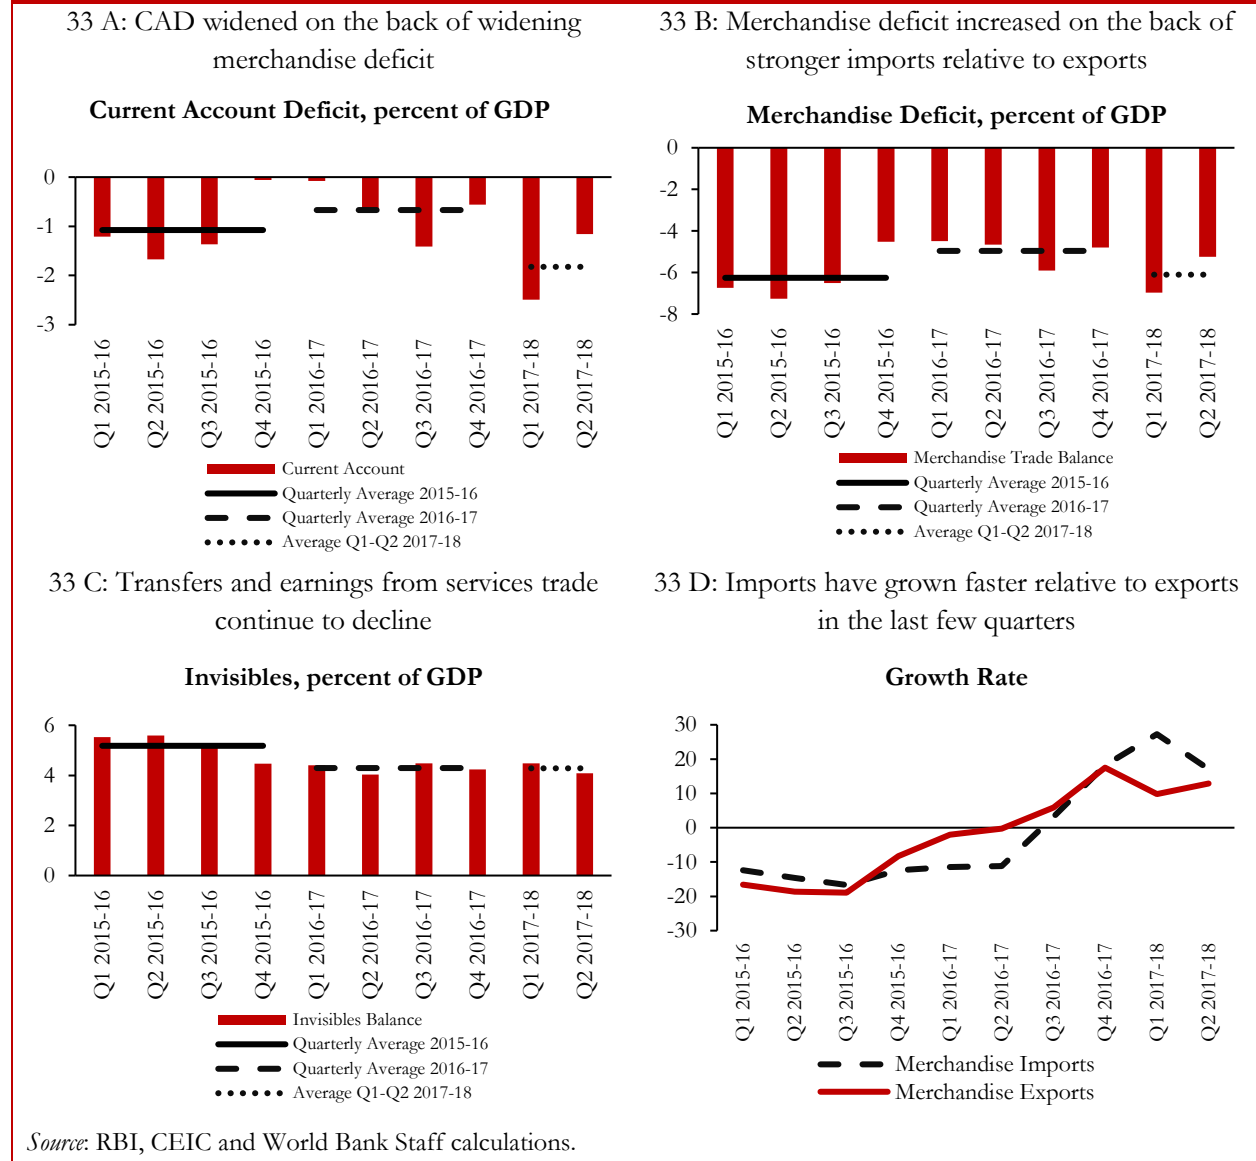 33 A: CAD widened on the back of widening
merchandise deficit
Current Account Deficit, percent of GDP
0
-1
-2
-3
Q1 2015-16
Q2 2015-16
Q3 2015-16
Q4 2015-16
Q1 2016-17
Q2 2016-17
Q3 2016-17
Q4 2016-17
Q1 2017-18
Q2 2017-18
Current Account
Quarterly Average 2015-16
Quarterly Average 2016-17
Average Q1-Q2 2017-18
33 B: Merchandise deficit increased on the back of
stronger imports relative to exports
Merchandise Deficit, percent of GDP
0
-2
-4
-6
-8
Q1 2015-16
Q2 2015-16
Q3 2015-16
Q4 2015-16
Q1 2016-17
Q2 2016-17
Q3 2016-17
Q4 2016-17
Q1 2017-18
Q2 2017-18
Merchandise Trade Balance
Quarterly Average 2015-16
Quarterly Average 2016-17
Average Q1-Q2 2017-18
33 C: Transfers and earnings from services trade
continue to decline
Invisibles, percent of GDP
6
4
2
0
Q1 2015-16
Q2 2015-16
Q3 2015-16
Q4 2015-16
Q1 2016-17
Q2 2016-17
Q3 2016-17
Q4 2016-17
Q1 2017-18
Q2 2017-18
Invisibles Balance
Quarterly Average 2015-16
Quarterly Average 2016-17
Average Q1-Q2 2017-18
33 D: Imports have grown faster relative to exports
in the last few quarters
Growth Rate
30
20
10
0
-10
-20
-30
Q1 2015-16
Q2 2015-16
Q3 2015-16
Q4 2015-16
Q1 2016-17
Q2 2016-17
Q3 2016-17
Q4 2016-17
Q1 2017-18
Q2 2017-18
Merchandise Imports
Merchandise Exports
Source: RBI, CEIC and World Bank Staff calculations.